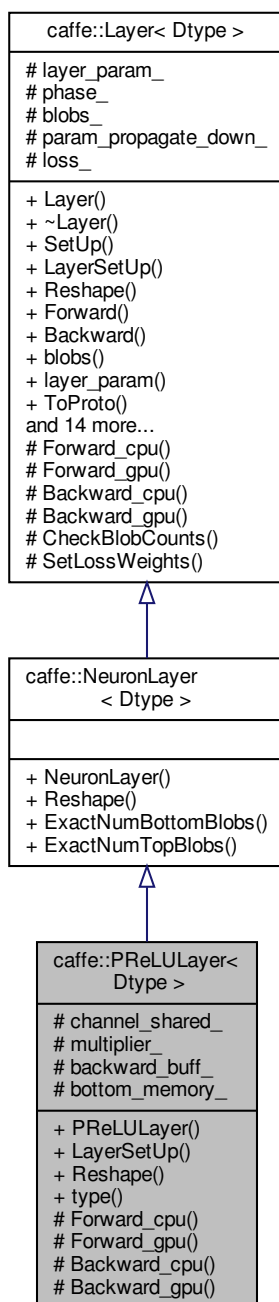 caffe::Layer< Dtype >
# layer_param_
# phase_
# blobs_
# param_propagate_down_
# loss_
+ Layer()
+ ~Layer()
+ SetUp()
+ LayerSetUp()
+ Reshape()
+ Forward()
+ Backward()
+ blobs()
+ layer_param()
+ ToProto()
and 14 more...
# Forward_cpu()
# Forward_gpu()
# Backward_cpu()
# Backward_gpu()
# CheckBlobCounts()
# SetLossWeights()
caffe::NeuronLayer
< Dtype >
+ NeuronLayer()
+ Reshape()
+ ExactNumBottomBlobs()
+ ExactNumTopBlobs()
caffe::PReLULayer<
Dtype >
# channel_shared_
# multiplier_
# backward_buff_
# bottom_memory_
+ PReLULayer()
+ LayerSetUp()
+ Reshape()
+ type()
# Forward_cpu()
# Forward_gpu()
# Backward_cpu()
# Backward_gpu()